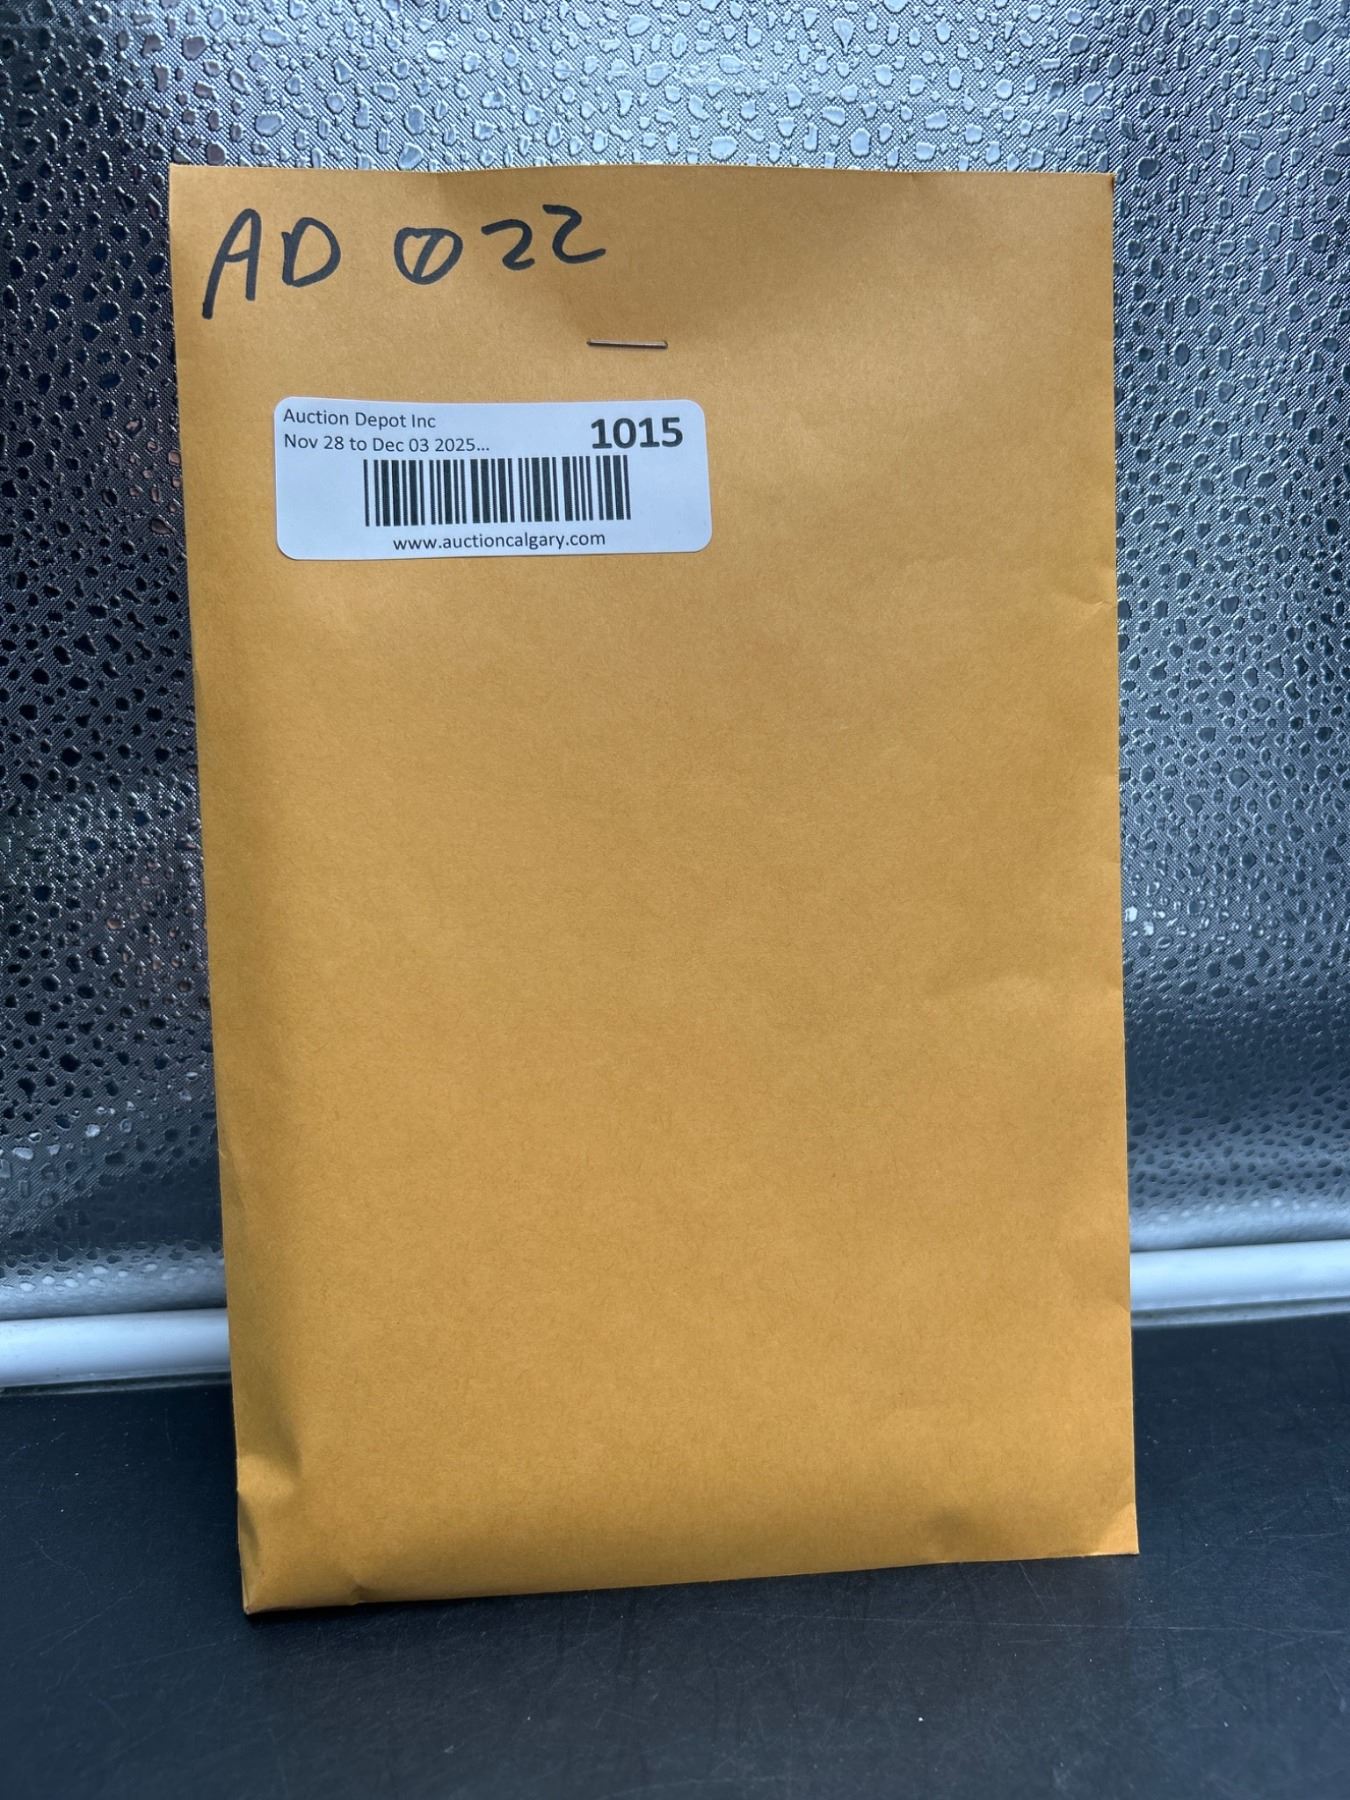 AD 022
Auction Depot Inc
Nov 28 to Dec 03 2025...
1015
www.auctioncalgary.com